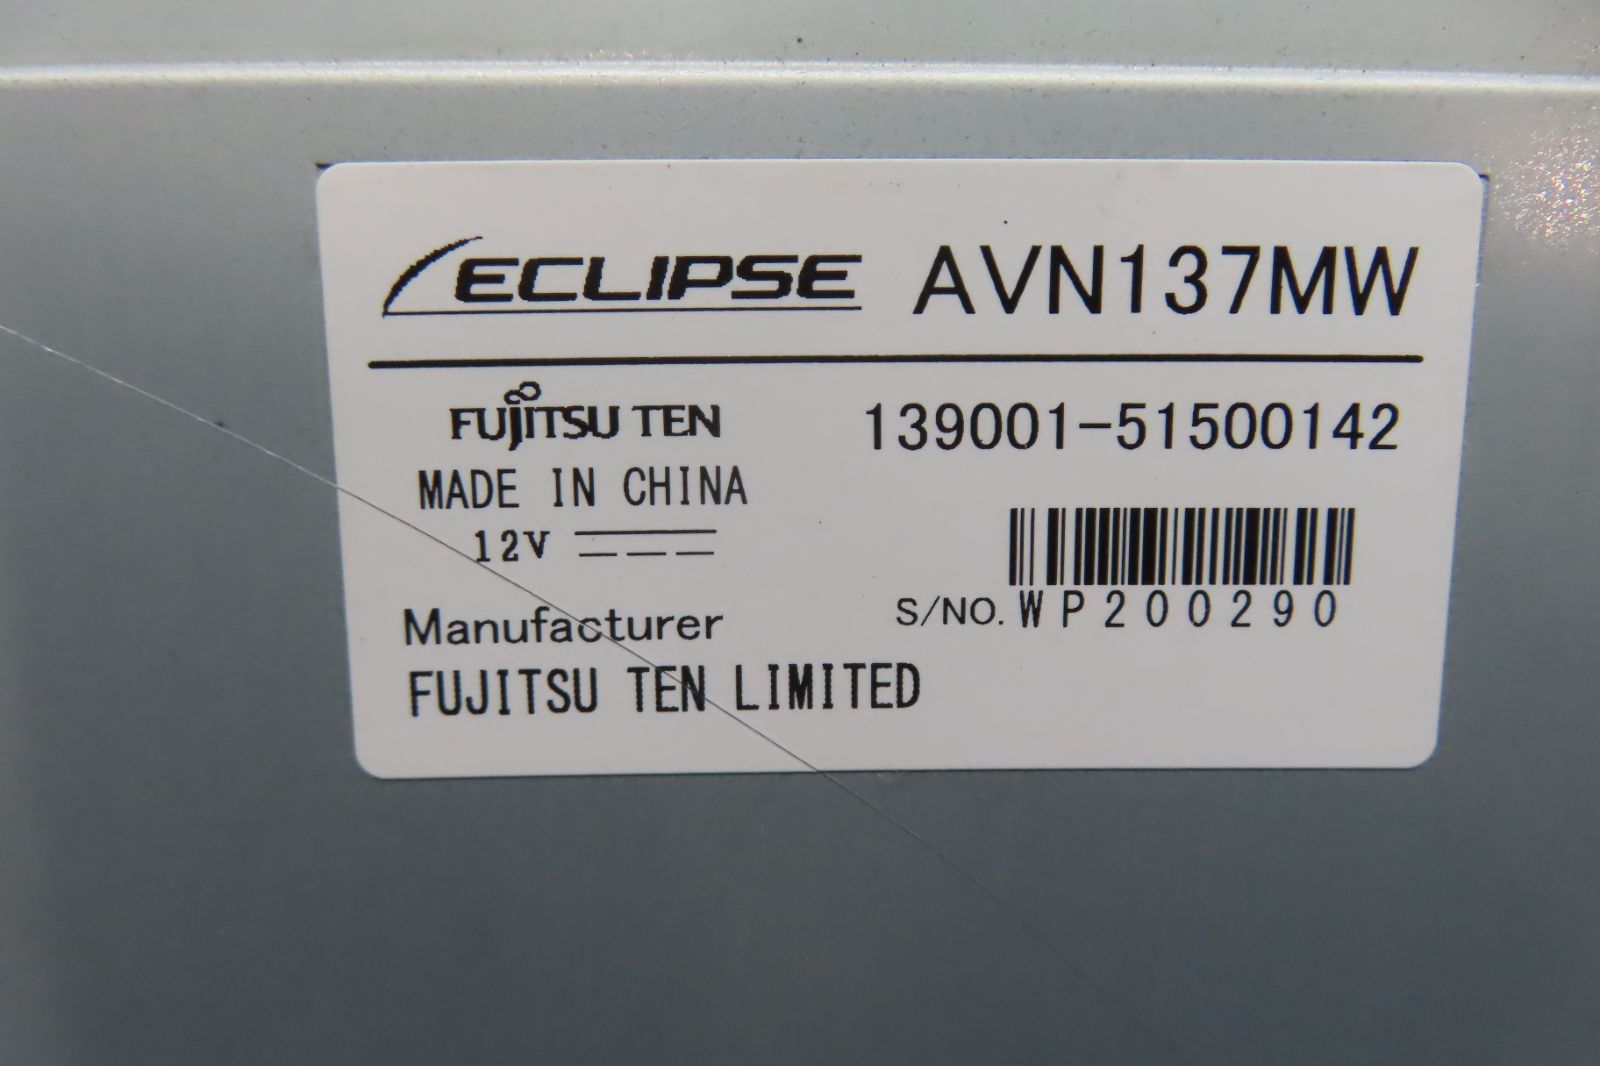 ECLIPSE AVN137MW
FUJITSU TEN 139001-51500142
MADE IN CHINA
12V
S/NO. WP200290
Manufacturer
FUJITSU TEN LIMITED